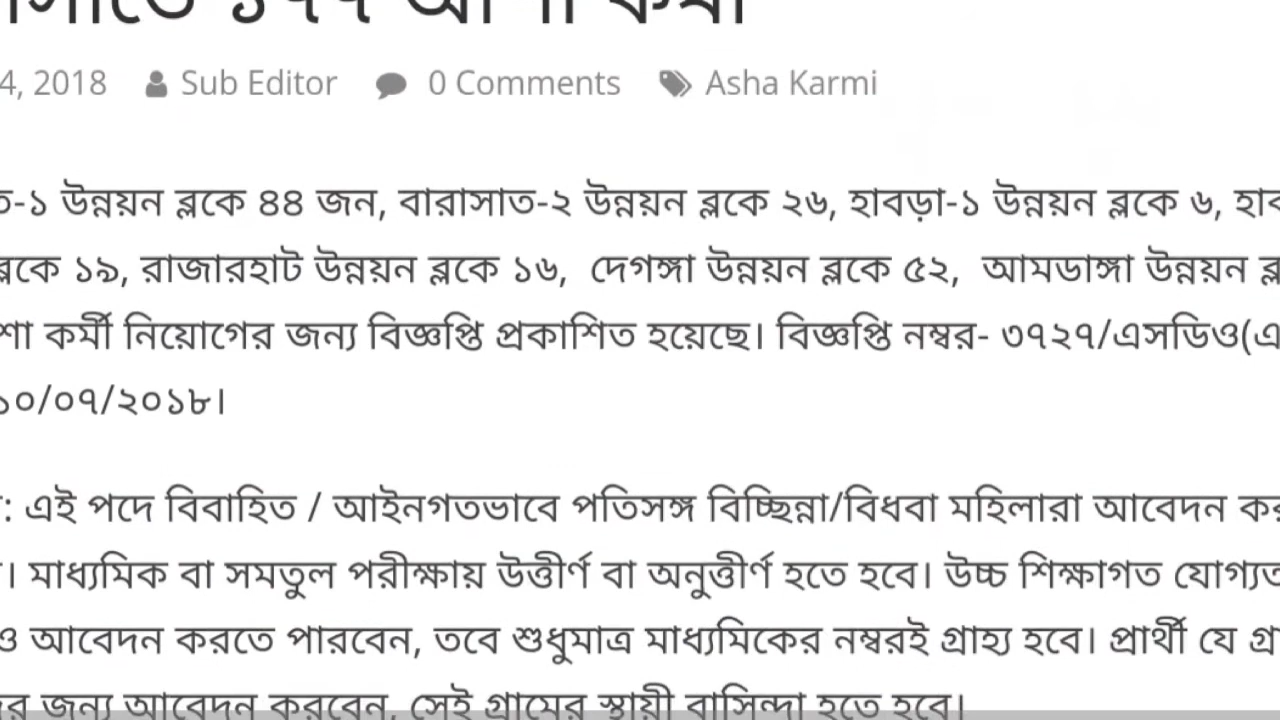 ১৭৭ আশা কর্মী
4, 2018 Sub Editor 0 Comments Asha Karmi
ত-১ উন্নয়ন ব্লকে ৪৪ জন, বারাসাত-২ উন্নয়ন ব্লকে ২৬, হাবড়া-১ উন্নয়ন ব্লকে ৬,
ব্লকে ১৯, রাজারহাট উন্নয়ন ব্লকে ১৬, দেগঙ্গা উন্নয়ন ব্লকে ৫২, আমডাঙ্গা উন্নয়ন
শা কর্মী নিয়োগের জন্য বিজ্ঞপ্তি প্রকাশিত হয়েছে। বিজ্ঞপ্তি নম্বর- ৩৭২৭/এসডিও(এ
১০/০৭/২০১৮।
: এই পদে বিবাহিত / আইনগতভাবে পতিসঙ্গ বিচ্ছিন্না/বিধবা মহিলারা আবেদন
। মাধ্যমিক বা সমতুল পরীক্ষায় উত্তীর্ণ বা অনুত্তীর্ণ হতে হবে। উচ্চ শিক্ষাগত যোগ্যত
ও আবেদন করতে পারবেন, তবে শুধুমাত্র মাধ্যমিকের নম্বরই গ্রাহ্য হবে। প্রার্থী যে গ্র
র জন্য আবেদন করবেন, সেই গ্রামের স্থায়ী বাসিন্দা হতে হবে।